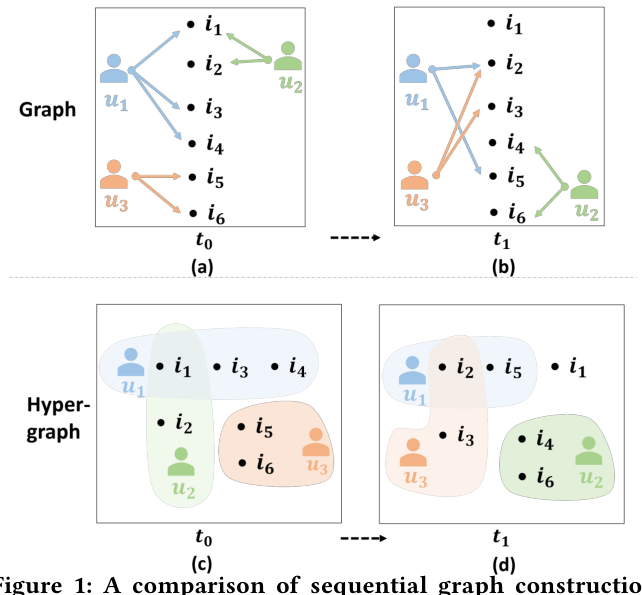 Graph
i₁
i₂
i₃
i₄
i₅
i₆
u₁
u₂
u₃
t₀
(a)
i₁
i₂
i₃
i₄
i₅
i₆
u₁
u₃
u₂
t₁
(b)
Hyper-
graph
u₁ i₁ i₃ i₄
i₂
u₂
i₅
i₆
u₃
t₀
(c)
u₁ i₂ i₅ i₁
i₃
u₃
i₄
i₆
u₂
t₁
(d)
Figure 1: A comparison of sequential graph constructio